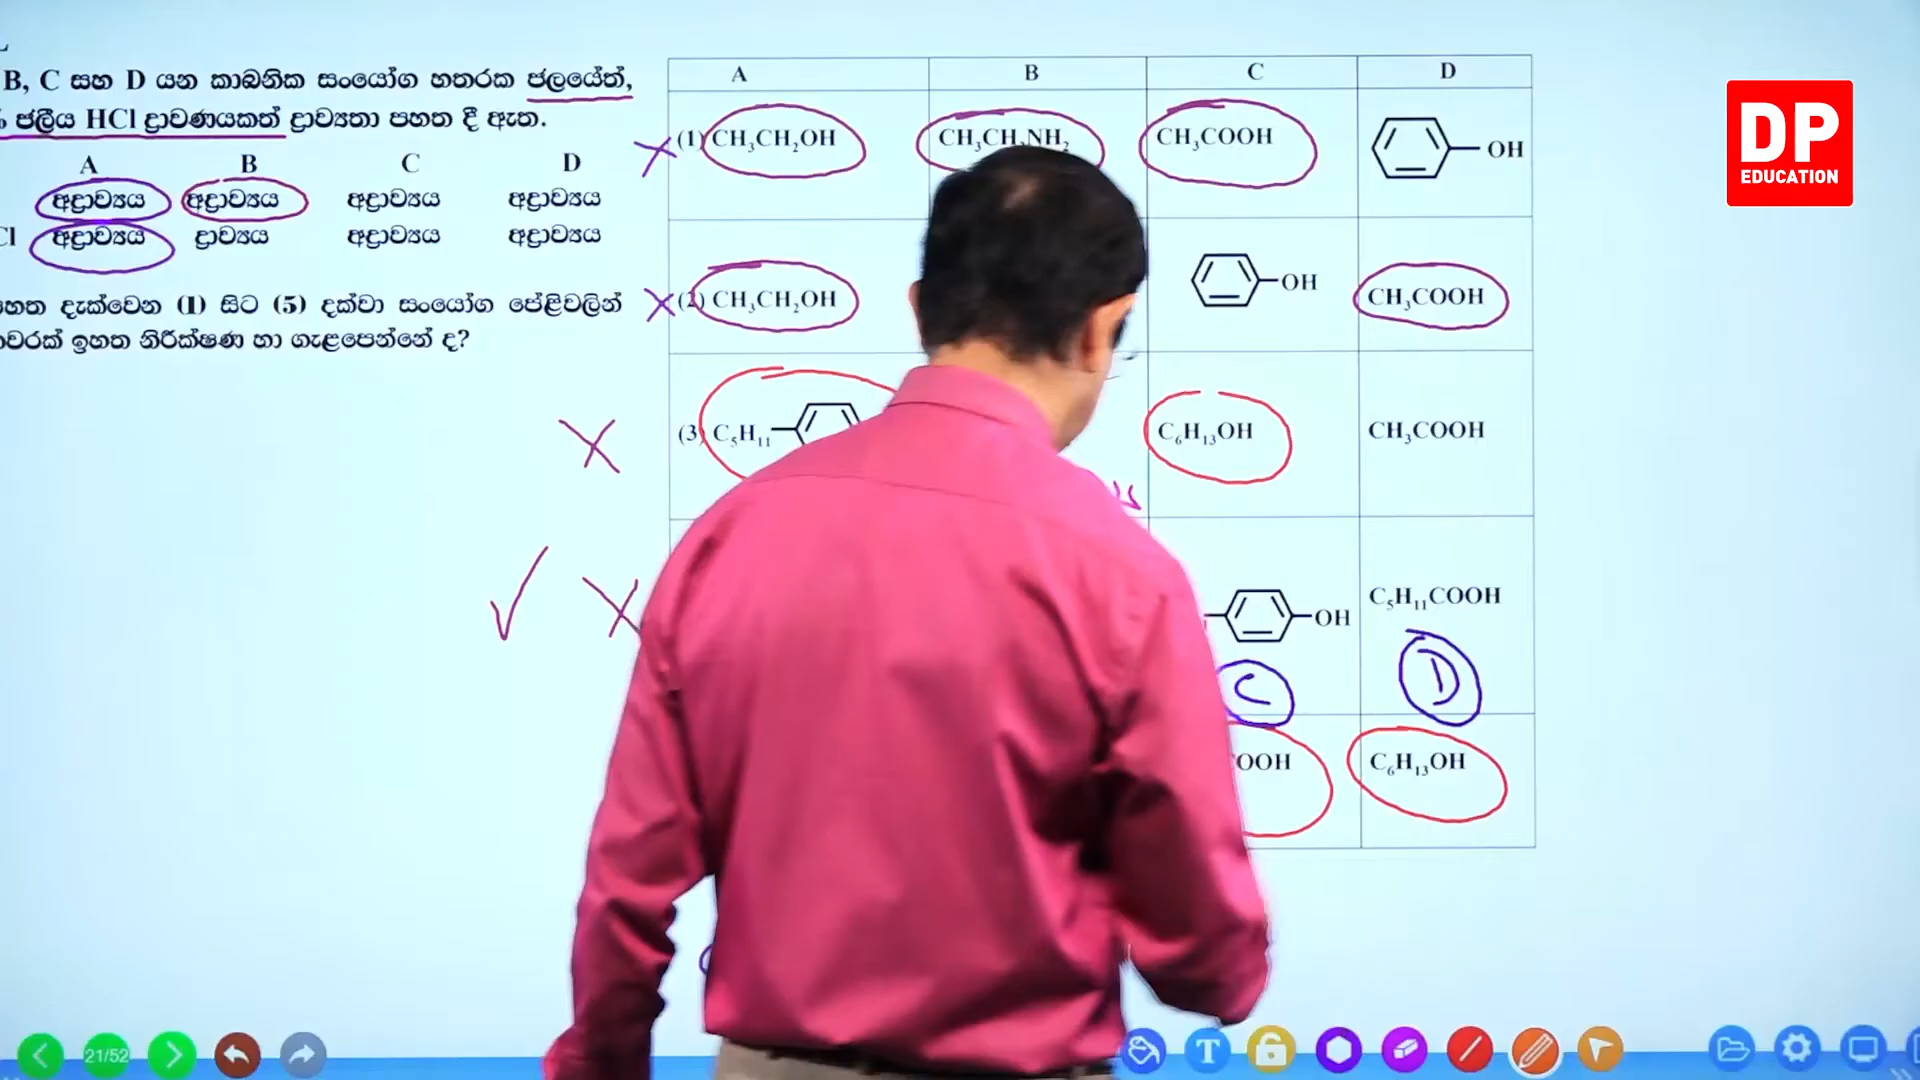 B, C සහ D යන කාබනික සංයෝග හතරක ජලයේත්,
ජලීය HCl ද්‍රාවණයකත් ද්‍රාව්‍යතා පහත දී ඇත.
A B C D
අද්‍රාව්‍යය අද්‍රාව්‍යය අද්‍රාව්‍යය අද්‍රාව්‍යය
අද්‍රාව්‍යය ද්‍රාව්‍යය අද්‍රාව්‍යය අද්‍රාව්‍යය
දැක්වෙන (1) සිට (5) දක්වා සංයෝග පේළිවලින්
ඉහත නිරීක්ෂණ හා ගැළපෙන්නේ ද?
A B C D
(1) CH₃CH₂OH CH₃CH₂NH₂ CH₃COOH OH
(2) CH₃CH₂OH OH CH₃COOH
(3) C₅H₁₁ C₆H₁₃OH CH₃COOH
OH C₅H₁₁COOH
C D
OOH C₆H₁₃OH
DP
EDUCATION
21/52
T